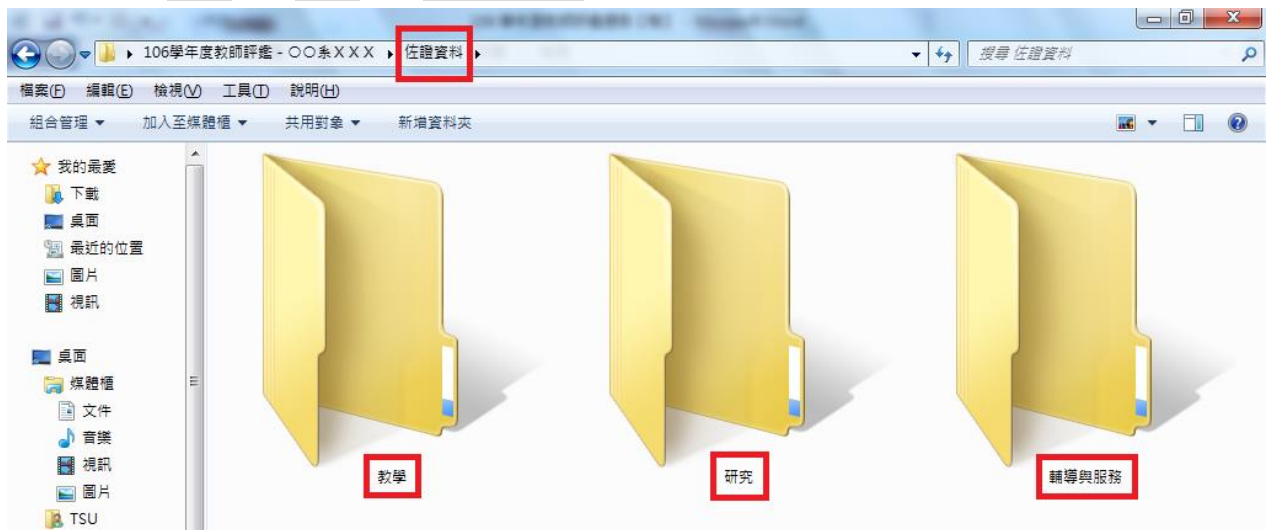 106學年度教師評鑑 - ○○系XXX ▸ 佐證資料 ▸
搜尋 佐證資料
檔案(F) 編輯(E) 檢視(V) 工具(T) 說明(H)
組合管理 加入至媒體櫃 共用對象 新增資料夾
我的最愛
下載
桌面
最近的位置
圖片
視訊
桌面
媒體櫃
文件
音樂
視訊
圖片
TSU
教學
研究
輔導與服務